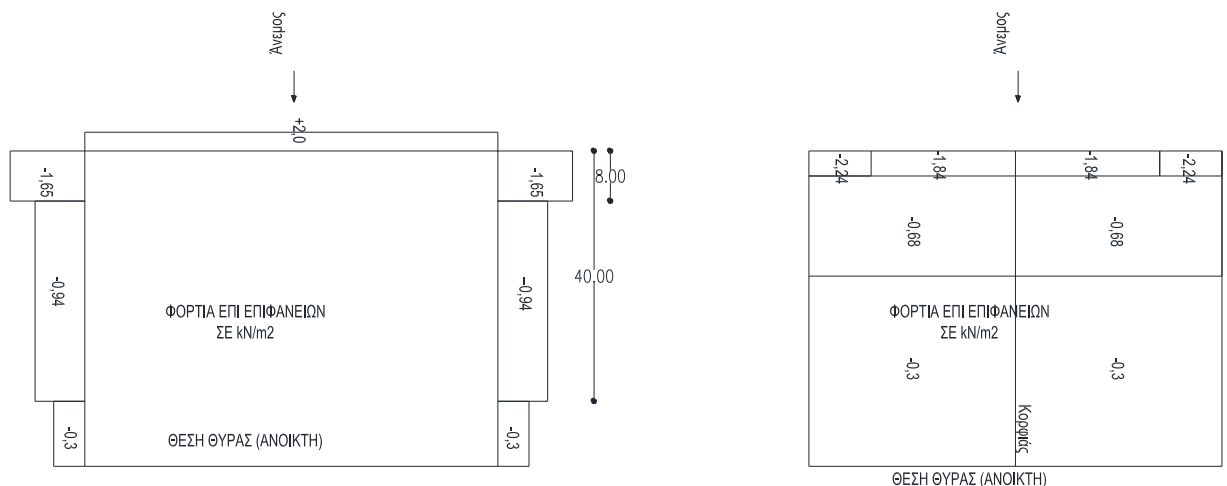 Άνεμος
+2,0
-1,65
-1,65
8.00
-0,94
-0,94
40,00
ΦΟΡΤΙΑ ΕΠΙ ΕΠΙΦΑΝΕΙΩΝ
ΣΕ kN/m2
-0,3
-0,3
ΘΕΣΗ ΘΥΡΑΣ (ΑΝΟΙΚΤΗ)
Άνεμος
-2,24
-1,84
-1,84
-2,24
-0,68
-0,68
ΦΟΡΤΙΑ ΕΠΙ ΕΠΙΦΑΝΕΙΩΝ
ΣΕ kN/m2
-0,3
-0,3
Κορφιάς
ΘΕΣΗ ΘΥΡΑΣ (ΑΝΟΙΚΤΗ)